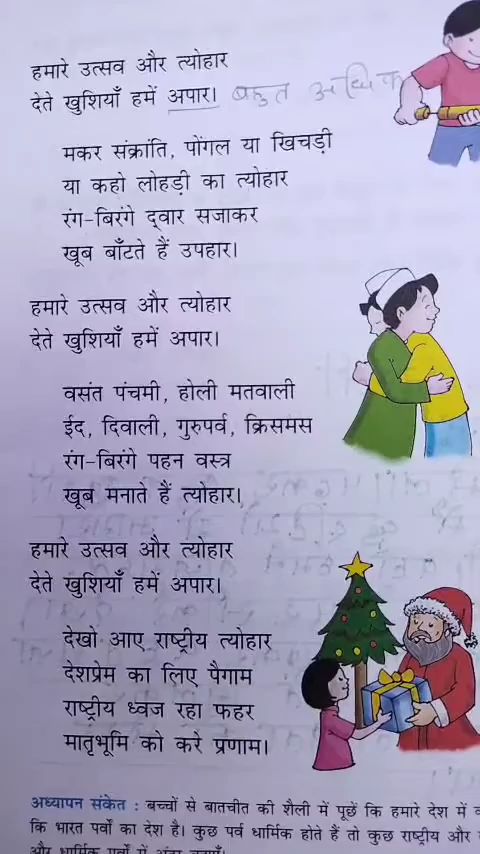 हमारे उत्सव और त्योहार
देते खुशियाँ हमें अपार। बहुत अधिक
मकर संक्रांति, पोंगल या खिचड़ी
या कहो लोहड़ी का त्योहार
रंग-बिरंगे द्वार सजाकर
खूब बाँटते हैं उपहार।
हमारे उत्सव और त्योहार
देते खुशियाँ हमें अपार।
वसंत पंचमी, होली मतवाली
ईद, दिवाली, गुरुपर्व, क्रिसमस
रंग-बिरंगे पहन वस्त्र
खूब मनाते हैं त्योहार।
हमारे उत्सव और त्योहार
देते खुशियाँ हमें अपार।
देखो आए राष्ट्रीय त्योहार
देशप्रेम का लिए पैगाम
राष्ट्रीय ध्वज रहा फहर
मातृभूमि को करे प्रणाम।
अध्यापन संकेत : बच्चों से बातचीत की शैली में पूछें कि हमारे देश में
कि भारत पर्वों का देश है। कुछ पर्व धार्मिक होते हैं तो कुछ राष्ट्रीय और
और धार्मिक पर्वों में अंतर